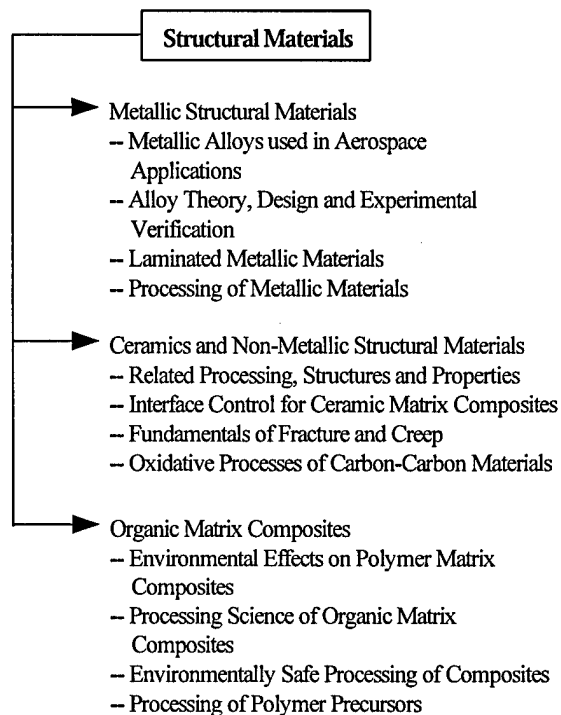 Structural Materials
Metallic Structural Materials
-- Metallic Alloys used in Aerospace
Applications
-- Alloy Theory, Design and Experimental
Verification
-- Laminated Metallic Materials
-- Processing of Metallic Materials
Ceramics and Non-Metallic Structural Materials
-- Related Processing, Structures and Properties
-- Interface Control for Ceramic Matrix Composites
-- Fundamentals of Fracture and Creep
-- Oxidative Processes of Carbon-Carbon Materials
Organic Matrix Composites
-- Environmental Effects on Polymer Matrix
Composites
-- Processing Science of Organic Matrix
Composites
-- Environmentally Safe Processing of Composites
-- Processing of Polymer Precursors